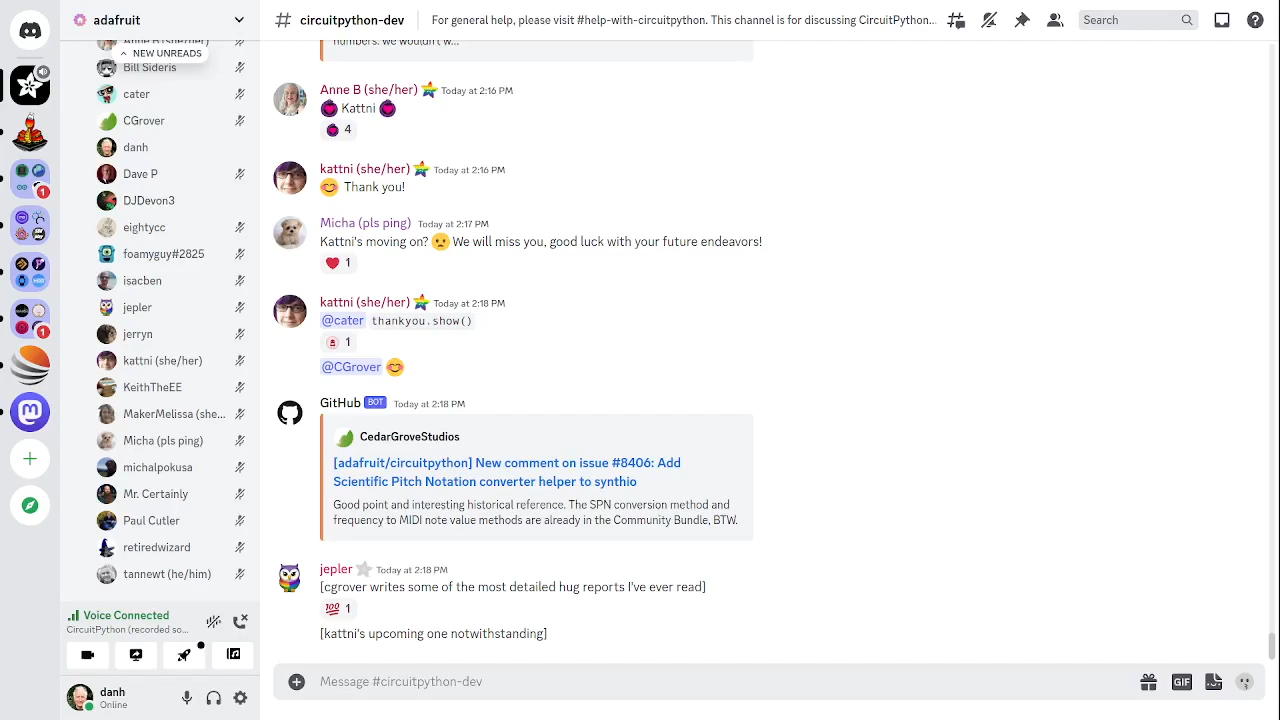 adafruit
# circuitpython-dev
For general help, please visit #help-with-circuitpython. This channel is for discussing CircuitPython...
Search
NEW UNREADS
Bill Sideris
cater
CGrover
danh
Dave P
DJDevon3
eightycc
foamyguy#2825
isacben
jepler
jerryn
kattni (she/her)
KeithTheEE
MakerMelissa (she...
Micha (pls ping)
michalpokusa
Mr. Certainly
Paul Cutler
retiredwizard
tannewt (he/him)
Voice Connected
CircuitPython (recorded so...
danh
Online
1
1
numbers. we wouldn't w...
Anne B (she/her) Today at 2:16 PM
Kattni
4
kattni (she/her) Today at 2:16 PM
Thank you!
Micha (pls ping) Today at 2:17 PM
Kattni's moving on? 😦 We will miss you, good luck with your future endeavors!
1
kattni (she/her) Today at 2:18 PM
@cater thankyou.show()
1
@CGrover 😊
GitHub BOT Today at 2:18 PM
CedarGroveStudios
[adafruit/circuitpython] New comment on issue #8406: Add
Scientific Pitch Notation converter helper to synthio
Good point and interesting historical reference. The SPN conversion method and
frequency to MIDI note value methods are already in the Community Bundle, BTW.
jepler Today at 2:18 PM
[cgrover writes some of the most detailed hug reports I've ever read]
💯 1
[kattni's upcoming one notwithstanding]
Message #circuitpython-dev
GIF